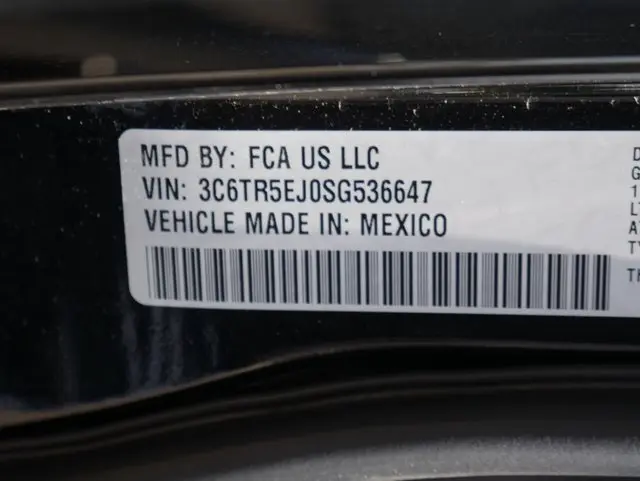 MFD BY: FCA US LLC
VIN: 3C6TR5EJ0SG536647
VEHICLE MADE IN: MEXICO